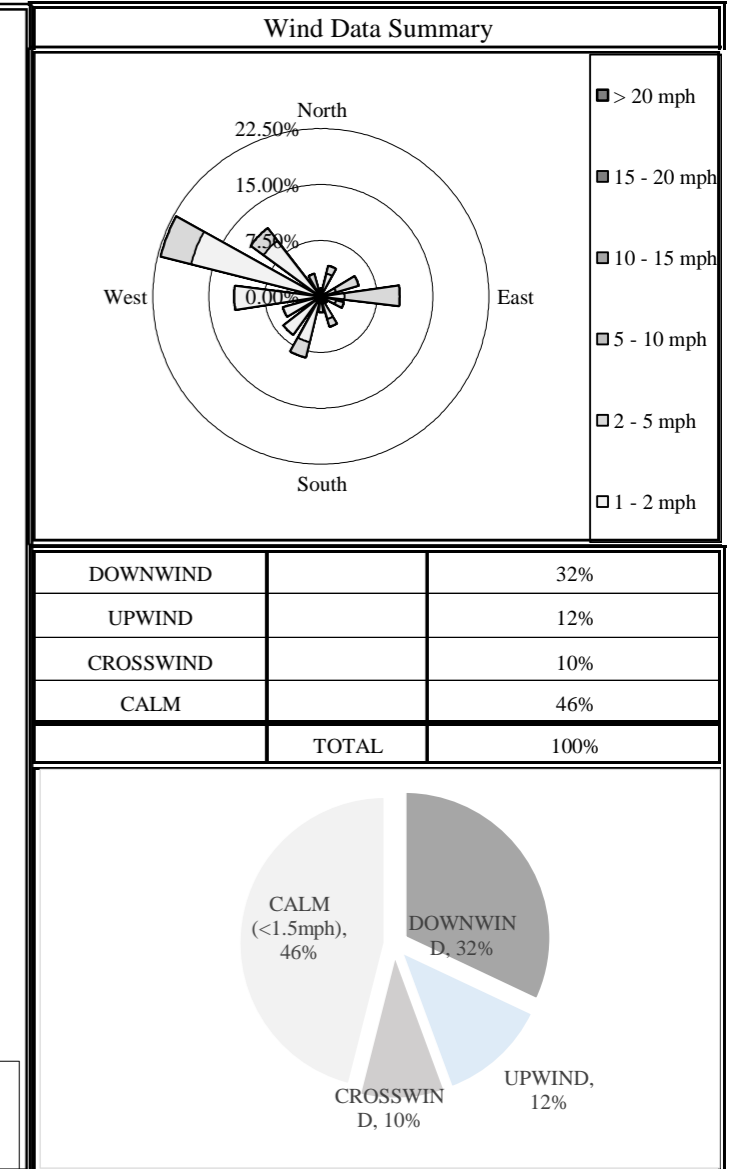 Wind Data Summary
North
22.50%
15.00%
7.50%
West
0.00%
East
South
> 20 mph
15 - 20 mph
10 - 15 mph
5 - 10 mph
2 - 5 mph
1 - 2 mph
DOWNWIND 32%
UPWIND 12%
CROSSWIND 10%
CALM 46%
TOTAL 100%
CALM
(<1.5mph),
46%
DOWNWIN
D, 32%
UPWIND,
12%
CROSSWIN
D, 10%